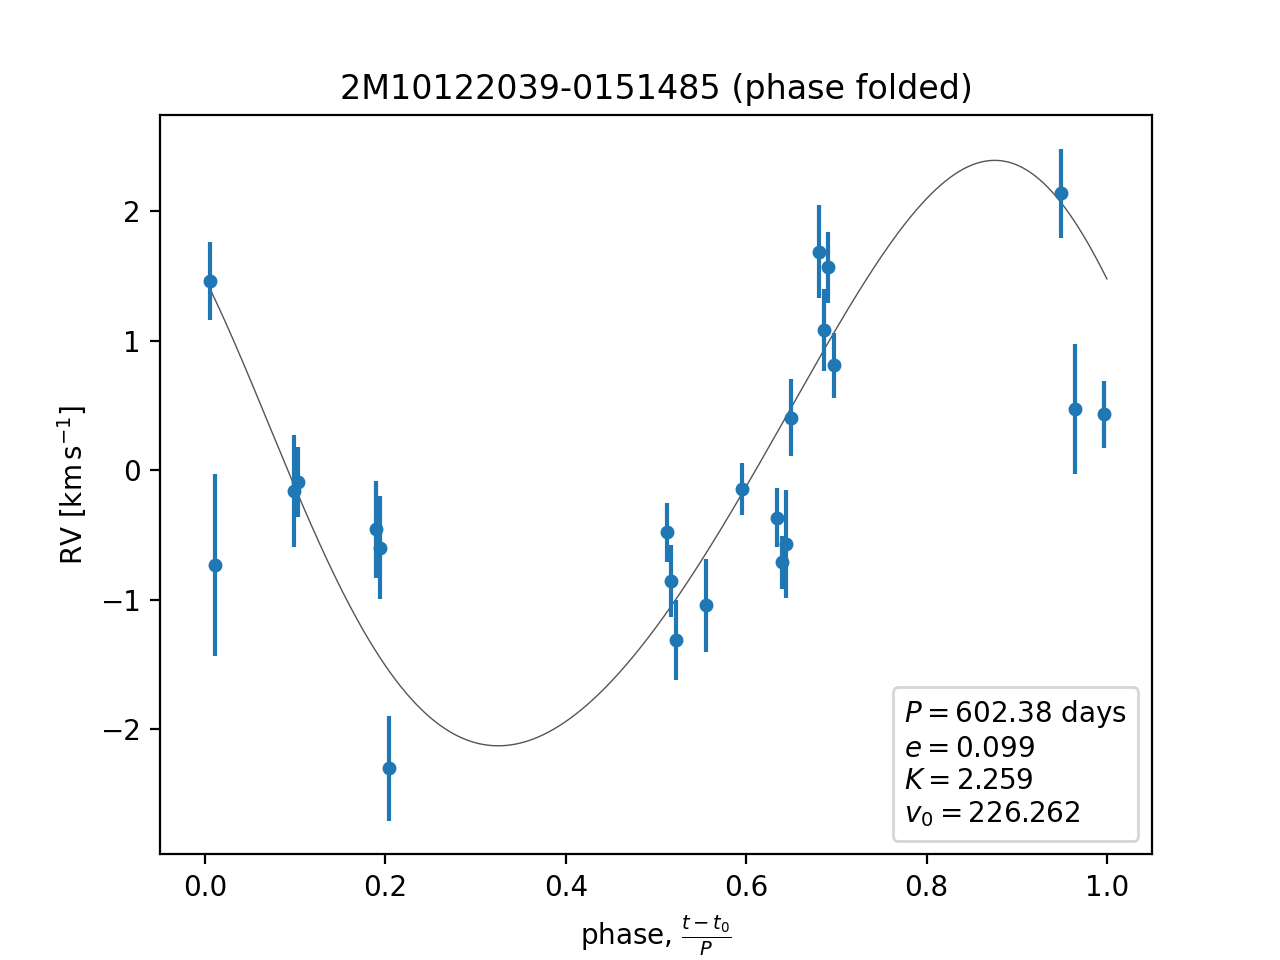 2M10122039-0151485 (phase folded)
RV [km s⁻¹]
2
1
0
−1
−2
P = 602.38 days
e = 0.099
K = 2.259
v₀ = 226.262
0.0 0.2 0.4 0.6 0.8 1.0
phase, (t − t₀)/P